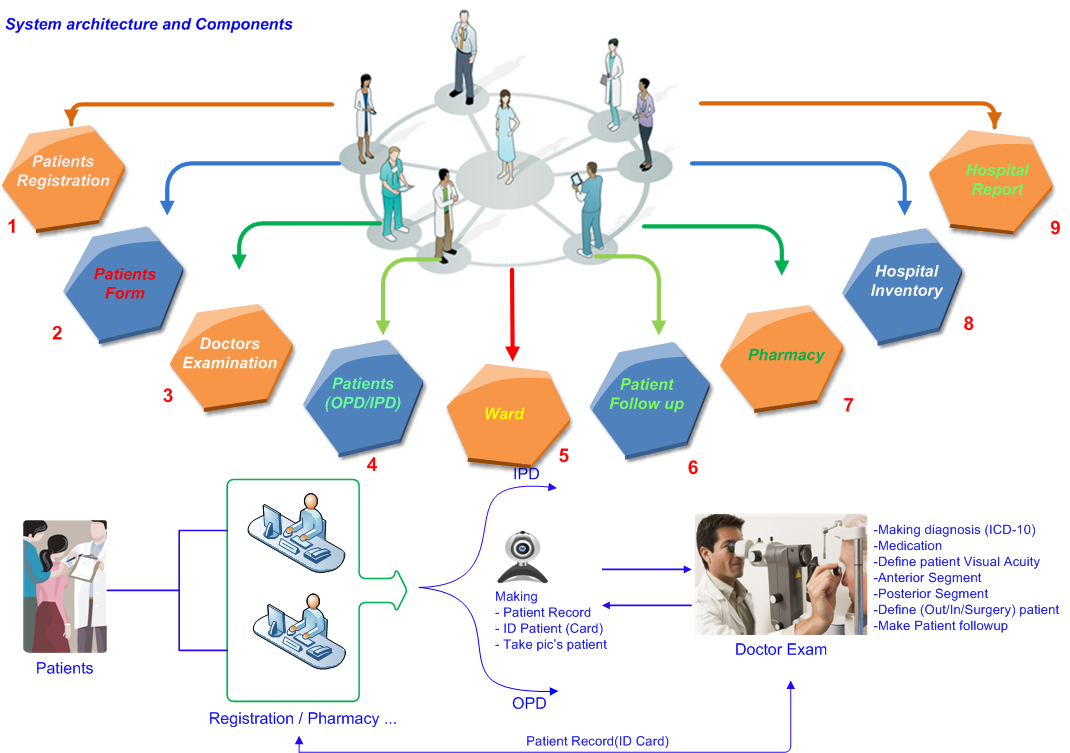 System architecture and Components
Patients
Registration
1
Patients
Form
2
Doctors
Examination
3
Patients
(OPD/IPD)
4
Ward
5
Patient
Follow up
6
Pharmacy
7
Hospital
Inventory
8
Hospital
Report
9
Patients
Registration / Pharmacy ...
IPD
Making
- Patient Record
- ID Patient (Card)
- Take pic's patient
OPD
Doctor Exam
-Making diagnosis (ICD-10)
-Medication
-Define patient Visual Acuity
-Anterior Segment
-Posterior Segment
-Define (Out/In/Surgery) patient
-Make Patient followup
Patient Record(ID Card)